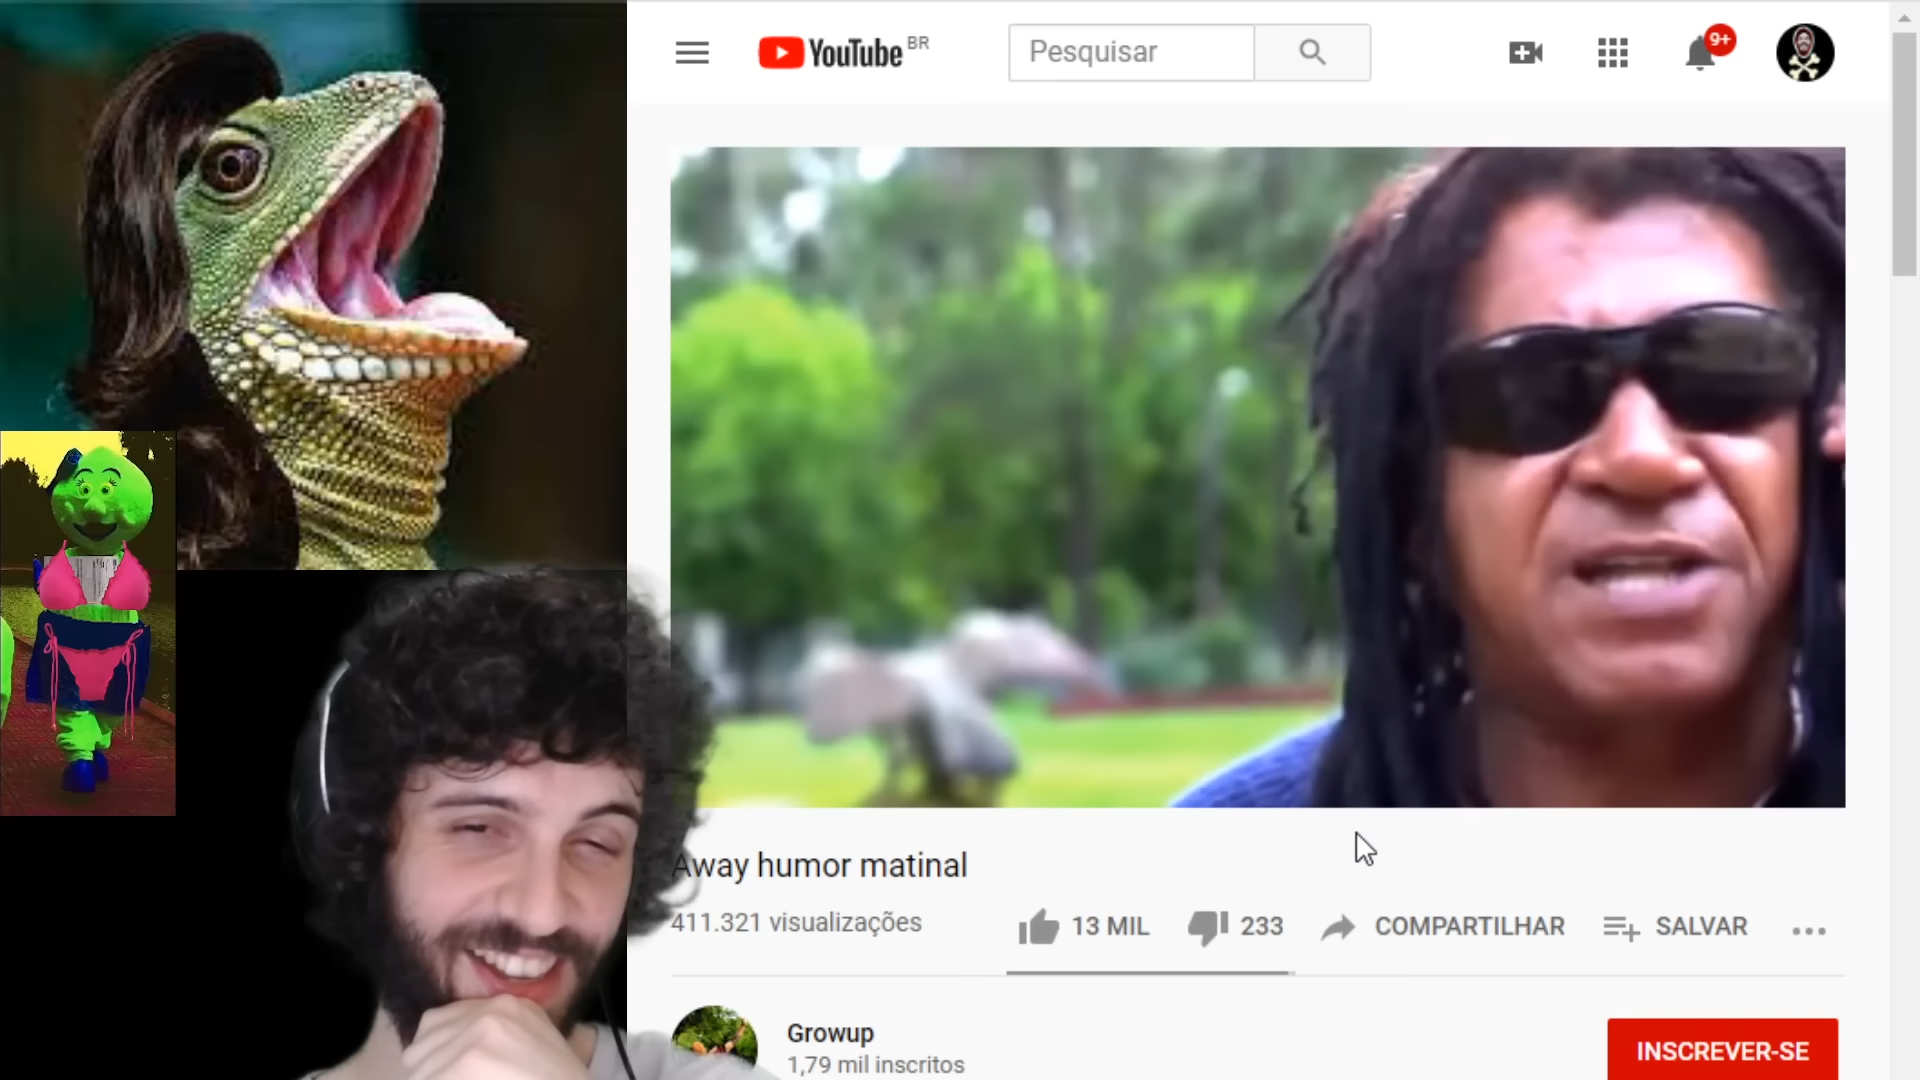 YouTube BR
Pesquisar
9+
Away humor matinal
411.321 visualizações
13 MIL
233
COMPARTILHAR
SALVAR
Growup
1,79 mil inscritos
INSCREVER-SE